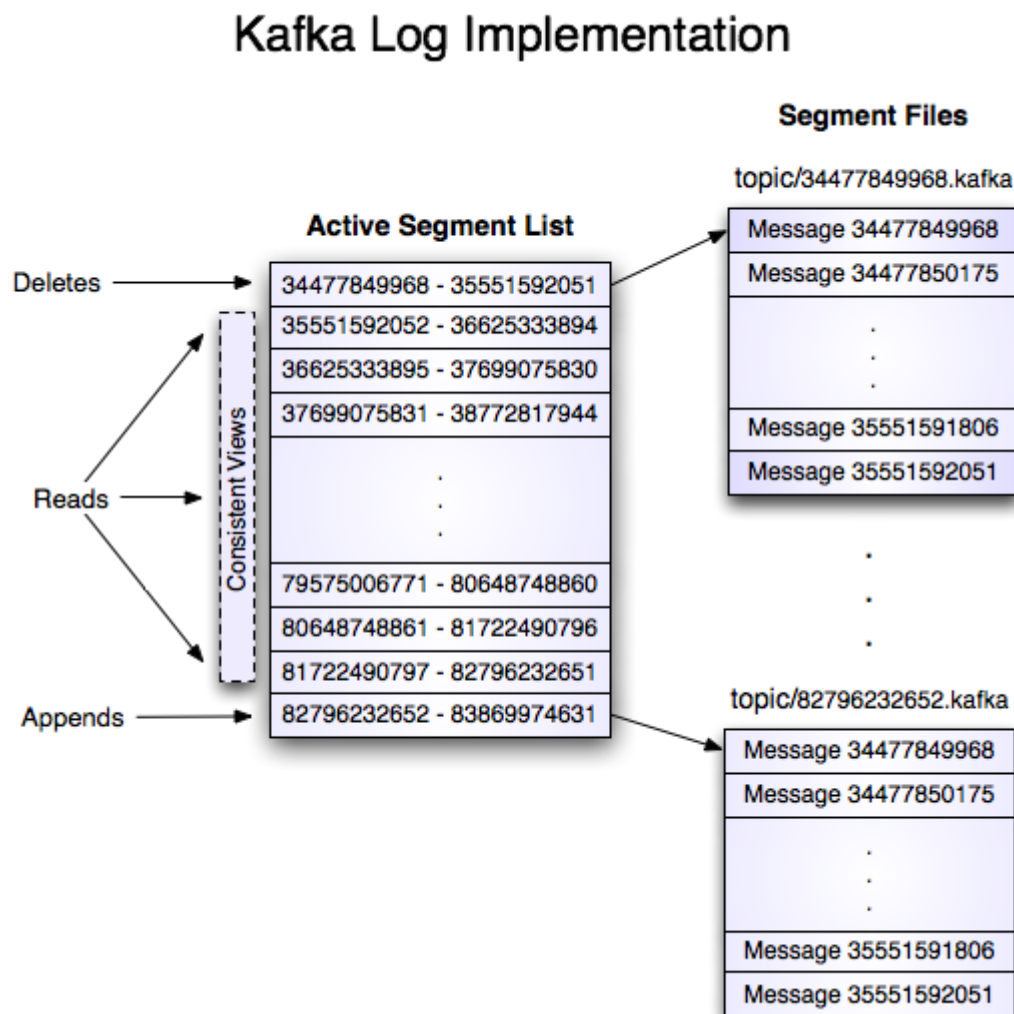 Kafka Log Implementation
Segment Files
topic/34477849968.kafka
Message 34477849968
Message 34477850175
.
.
.
Message 35551591806
Message 35551592051
.
.
.
topic/82796232652.kafka
Message 34477849968
Message 34477850175
.
.
.
Message 35551591806
Message 35551592051
Active Segment List
34477849968 - 35551592051
35551592052 - 36625333894
36625333895 - 37699075830
37699075831 - 38772817944
.
.
.
79575006771 - 80648748860
80648748861 - 81722490796
81722490797 - 82796232651
82796232652 - 83869974631
Deletes
Reads
Appends
Consistent Views